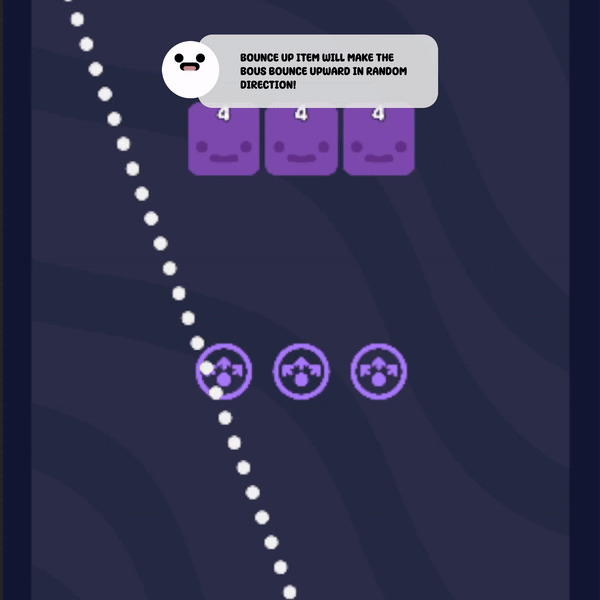 BOUNCE UP ITEM WILL MAKE THE
BOUS BOUNCE UPWARD IN RANDOM
DIRECTION!
4 4 4